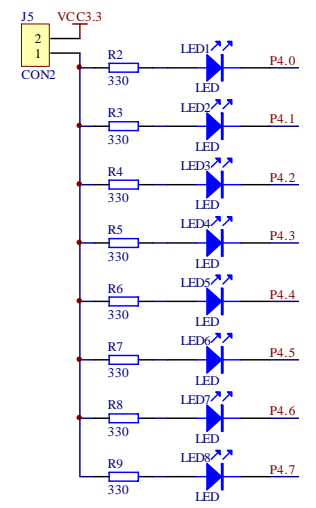 J5 VCC3.3
2
1
CON2
R2 LED1 P4.0
330 LED
R3 LED2 P4.1
330 LED
R4 LED3 P4.2
330 LED
R5 LED4 P4.3
330 LED
R6 LED5 P4.4
330 LED
R7 LED6 P4.5
330 LED
R8 LED7 P4.6
330 LED
R9 LED8 P4.7
330 LED